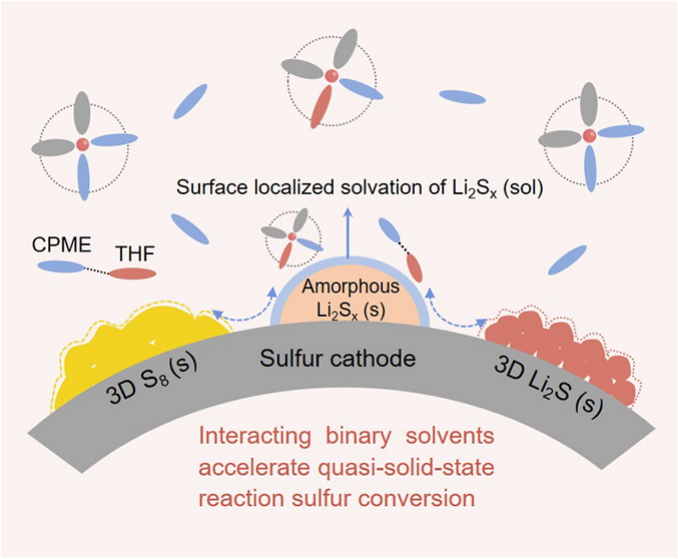 Surface localized solvation of Li₂Sₓ (sol)
CPME
THF
Amorphous
Li₂Sₓ (s)
3D S₈ (s)
Sulfur cathode
3D Li₂S (s)
Interacting binary solvents
accelerate quasi-solid-state
reaction sulfur conversion